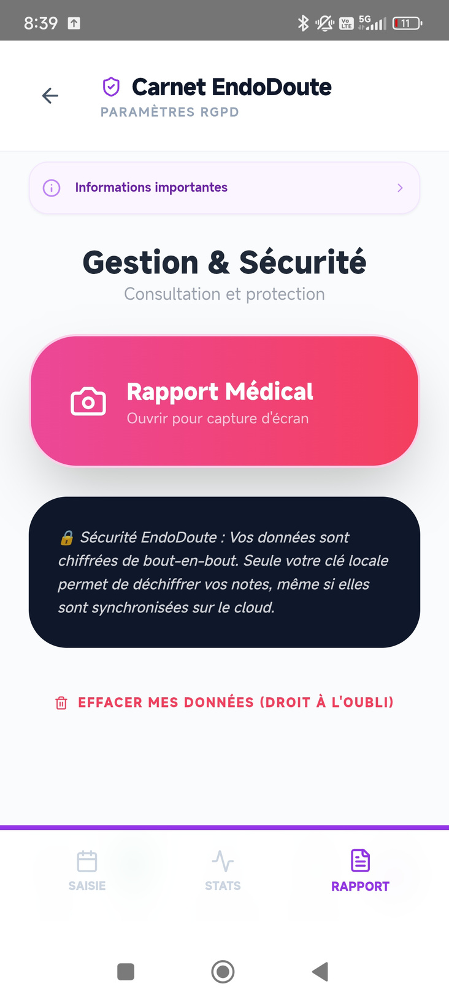 8:39
Vo LTE 5G 11
Carnet EndoDoute
PARAMÈTRES RGPD
Informations importantes
Gestion & Sécurité
Consultation et protection
Rapport Médical
Ouvrir pour capture d'écran
🔒 Sécurité EndoDoute : Vos données sont
chiffrées de bout-en-bout. Seule votre clé locale
permet de déchiffrer vos notes, même si elles
sont synchronisées sur le cloud.
EFFACER MES DONNÉES (DROIT À L'OUBLI)
SAISIE
STATS
RAPPORT